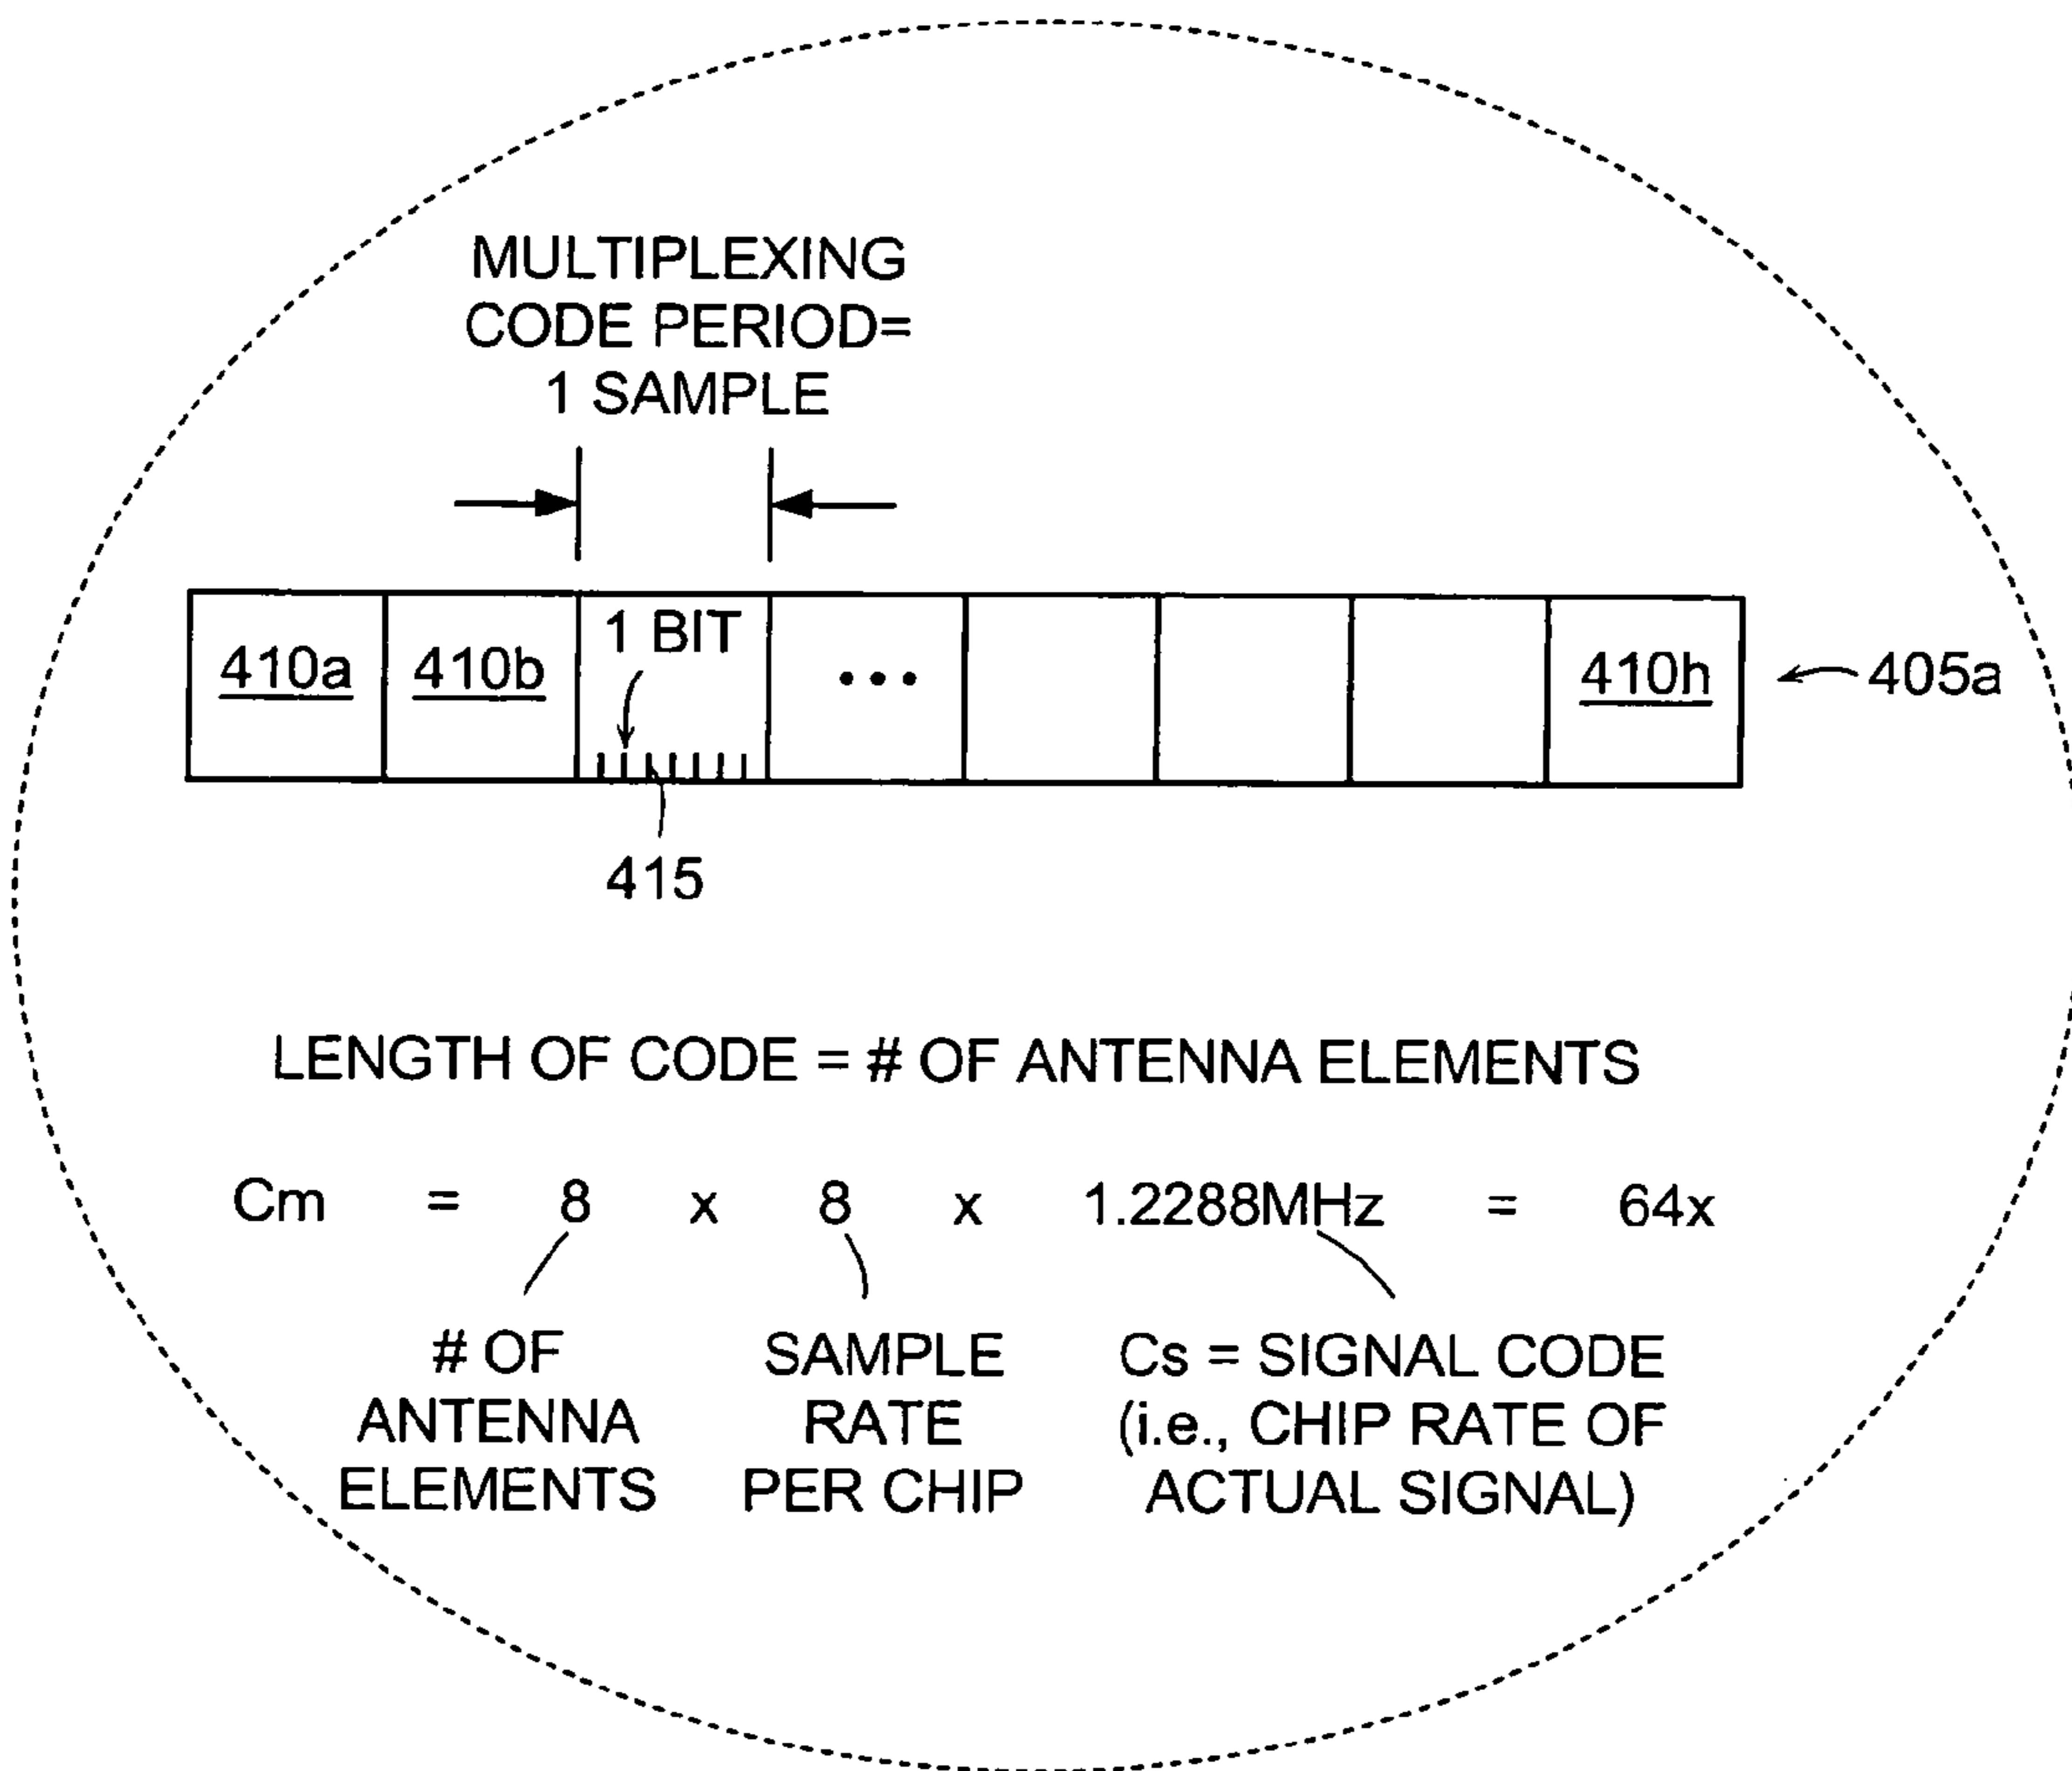 MULTIPLEXING
CODE PERIOD=
1 SAMPLE
1 BIT
410a 410b ••• 410h 405a
415
LENGTH OF CODE = # OF ANTENNA ELEMENTS
Cm = 8 x 8 x 1.2288MHz = 64x
# OF
ANTENNA
ELEMENTS
SAMPLE
RATE
PER CHIP
Cs = SIGNAL CODE
(i.e., CHIP RATE OF
ACTUAL SIGNAL)